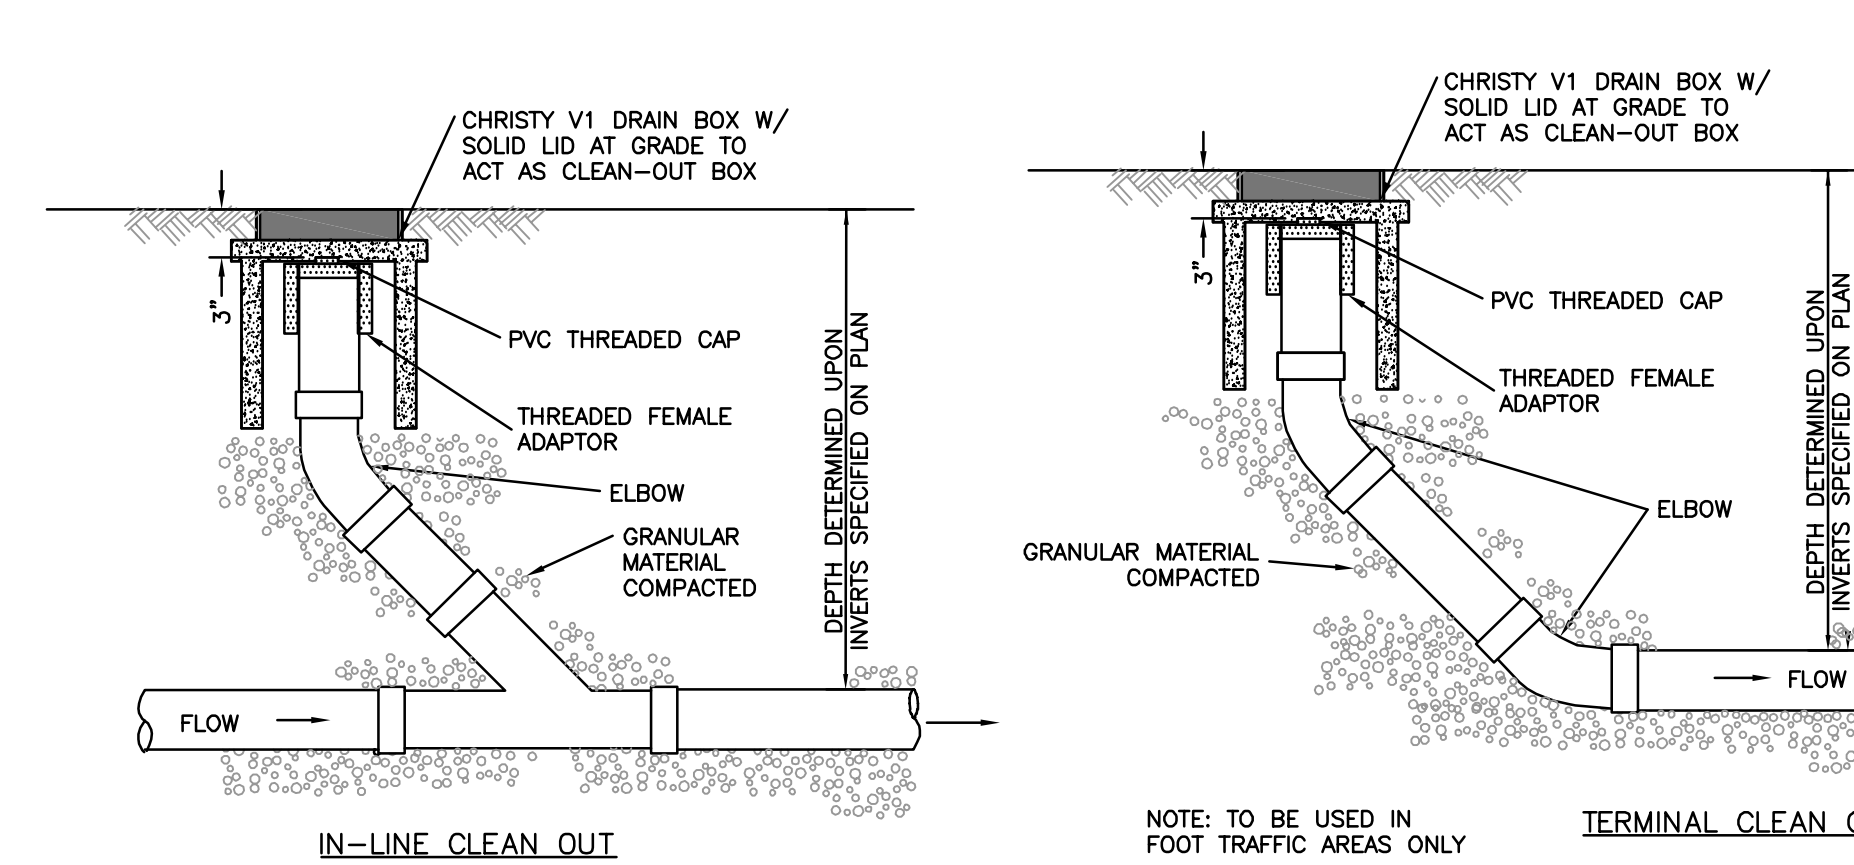 CHRISTY V1 DRAIN BOX W/
SOLID LID AT GRADE TO
ACT AS CLEAN-OUT BOX
3"
PVC THREADED CAP
THREADED FEMALE
ADAPTOR
ELBOW
GRANULAR
MATERIAL
COMPACTED
DEPTH DETERMINED UPON
INVERTS SPECIFIED ON PLAN
FLOW
IN-LINE CLEAN OUT
CHRISTY V1 DRAIN BOX W/
SOLID LID AT GRADE TO
ACT AS CLEAN-OUT BOX
3"
PVC THREADED CAP
THREADED FEMALE
ADAPTOR
ELBOW
GRANULAR MATERIAL
COMPACTED
DEPTH DETERMINED UPON
INVERTS SPECIFIED ON PLAN
FLOW
NOTE: TO BE USED IN
FOOT TRAFFIC AREAS ONLY
TERMINAL CLEAN